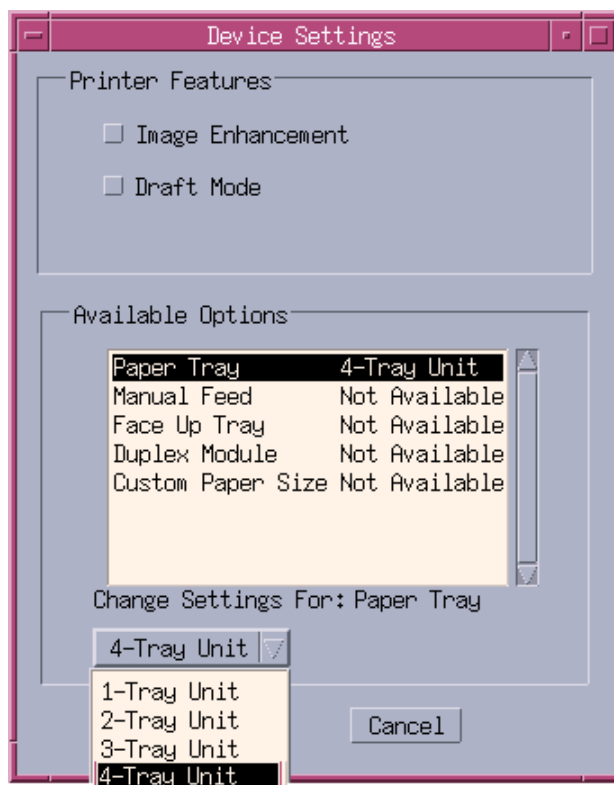 Device Settings
Printer Features
Image Enhancement
Draft Mode
Available Options
Paper Tray 4-Tray Unit
Manual Feed Not Available
Face Up Tray Not Available
Duplex Module Not Available
Custom Paper Size Not Available
Change Settings For: Paper Tray
4-Tray Unit
1-Tray Unit
2-Tray Unit
3-Tray Unit
4-Tray Unit
Cancel